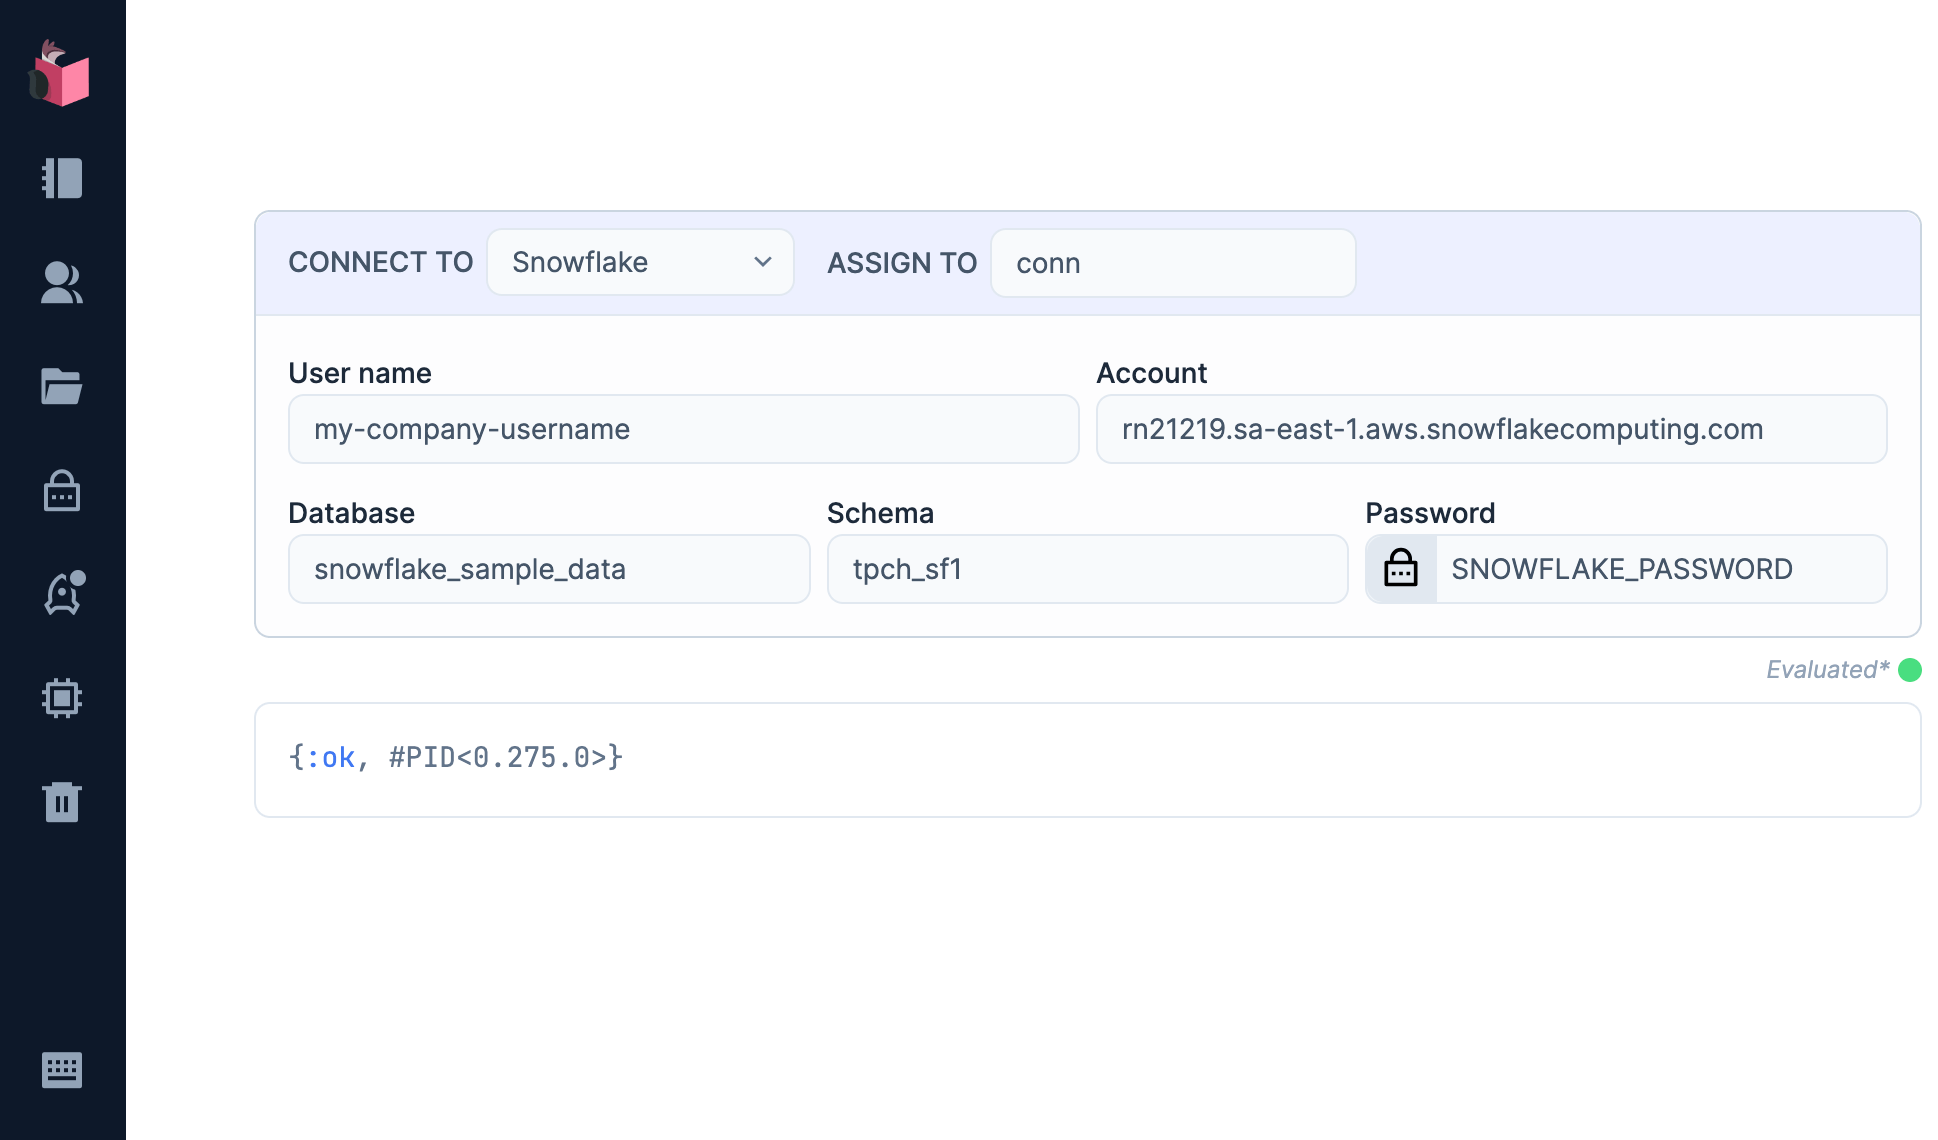 CONNECT TO Snowflake ASSIGN TO conn
User name Account
my-company-username rn21219.sa-east-1.aws.snowflakecomputing.com
Database Schema Password
snowflake_sample_data tpch_sf1 SNOWFLAKE_PASSWORD
Evaluated*
{:ok, #PID<0.275.0>}